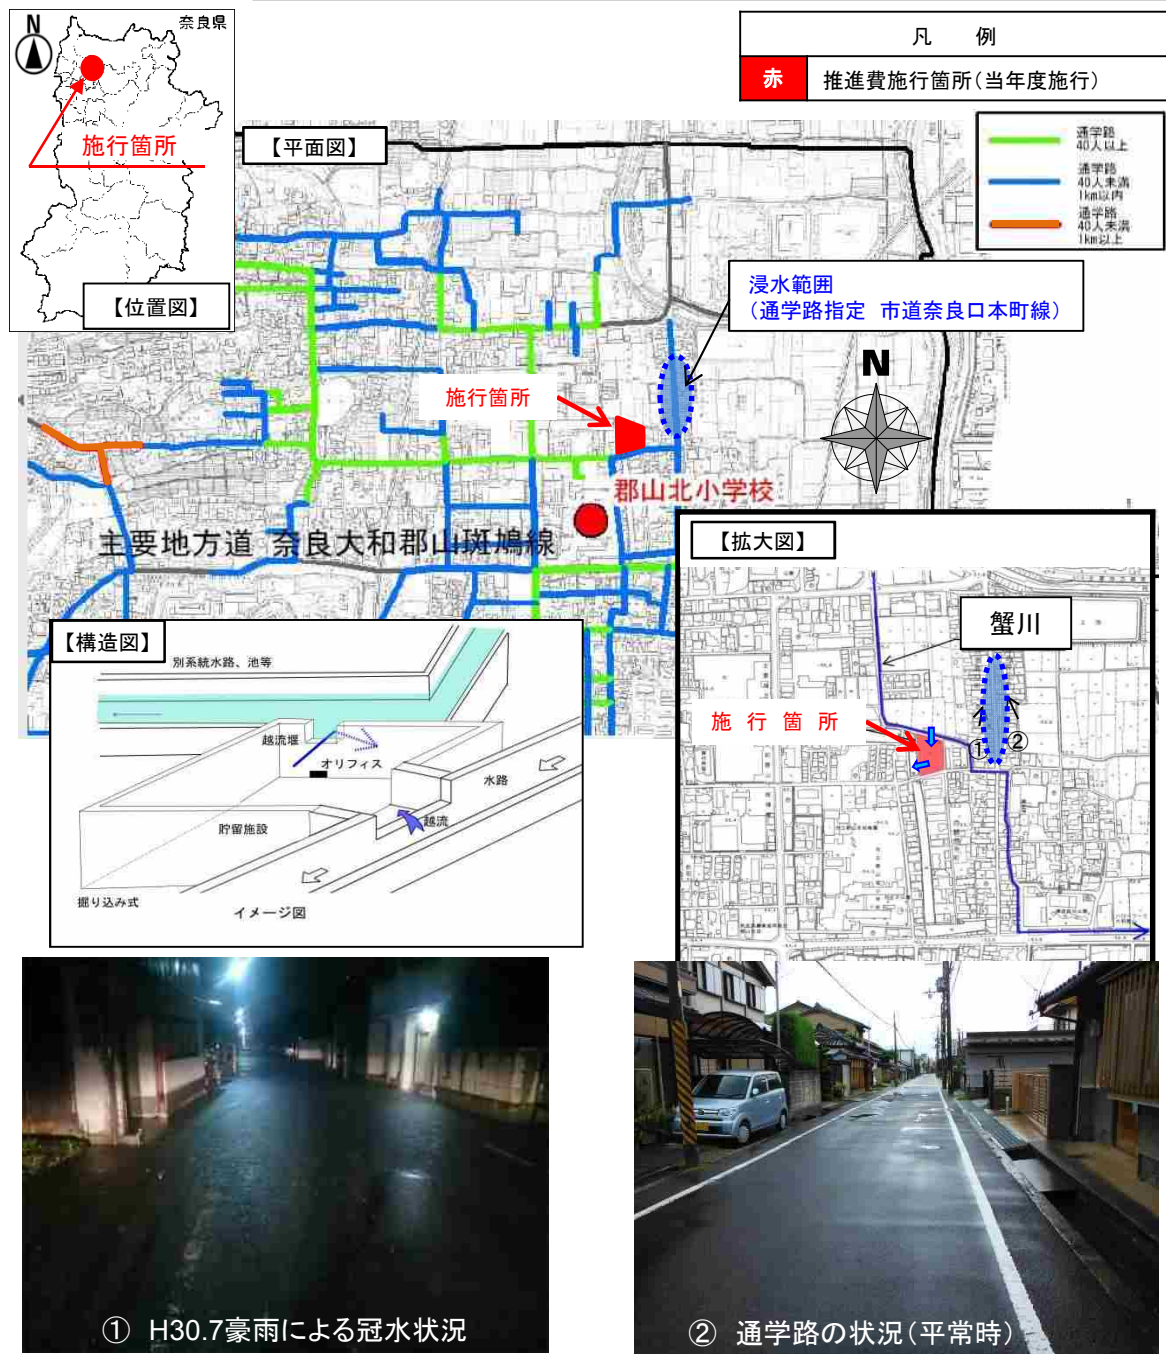 奈良県
N
施行箇所
【位置図】
凡　例
赤
推進費施行箇所(当年度施行)
【平面図】
通学路
40人以上
通学路
40人未満
1km以内
通学路
40人未満
1km以上
浸水範囲
(通学路指定　市道奈良口本町線)
N
施行箇所
郡山北小学校
主要地方道 奈良大和郡山斑鳩線
【拡大図】
蟹川
施行箇所
①
②
【構造図】
別系統水路、池等
越流堰
オリフィス
水路
貯留施設
越流
掘り込み式
イメージ図
① H30.7豪雨による冠水状況
② 通学路の状況(平常時)